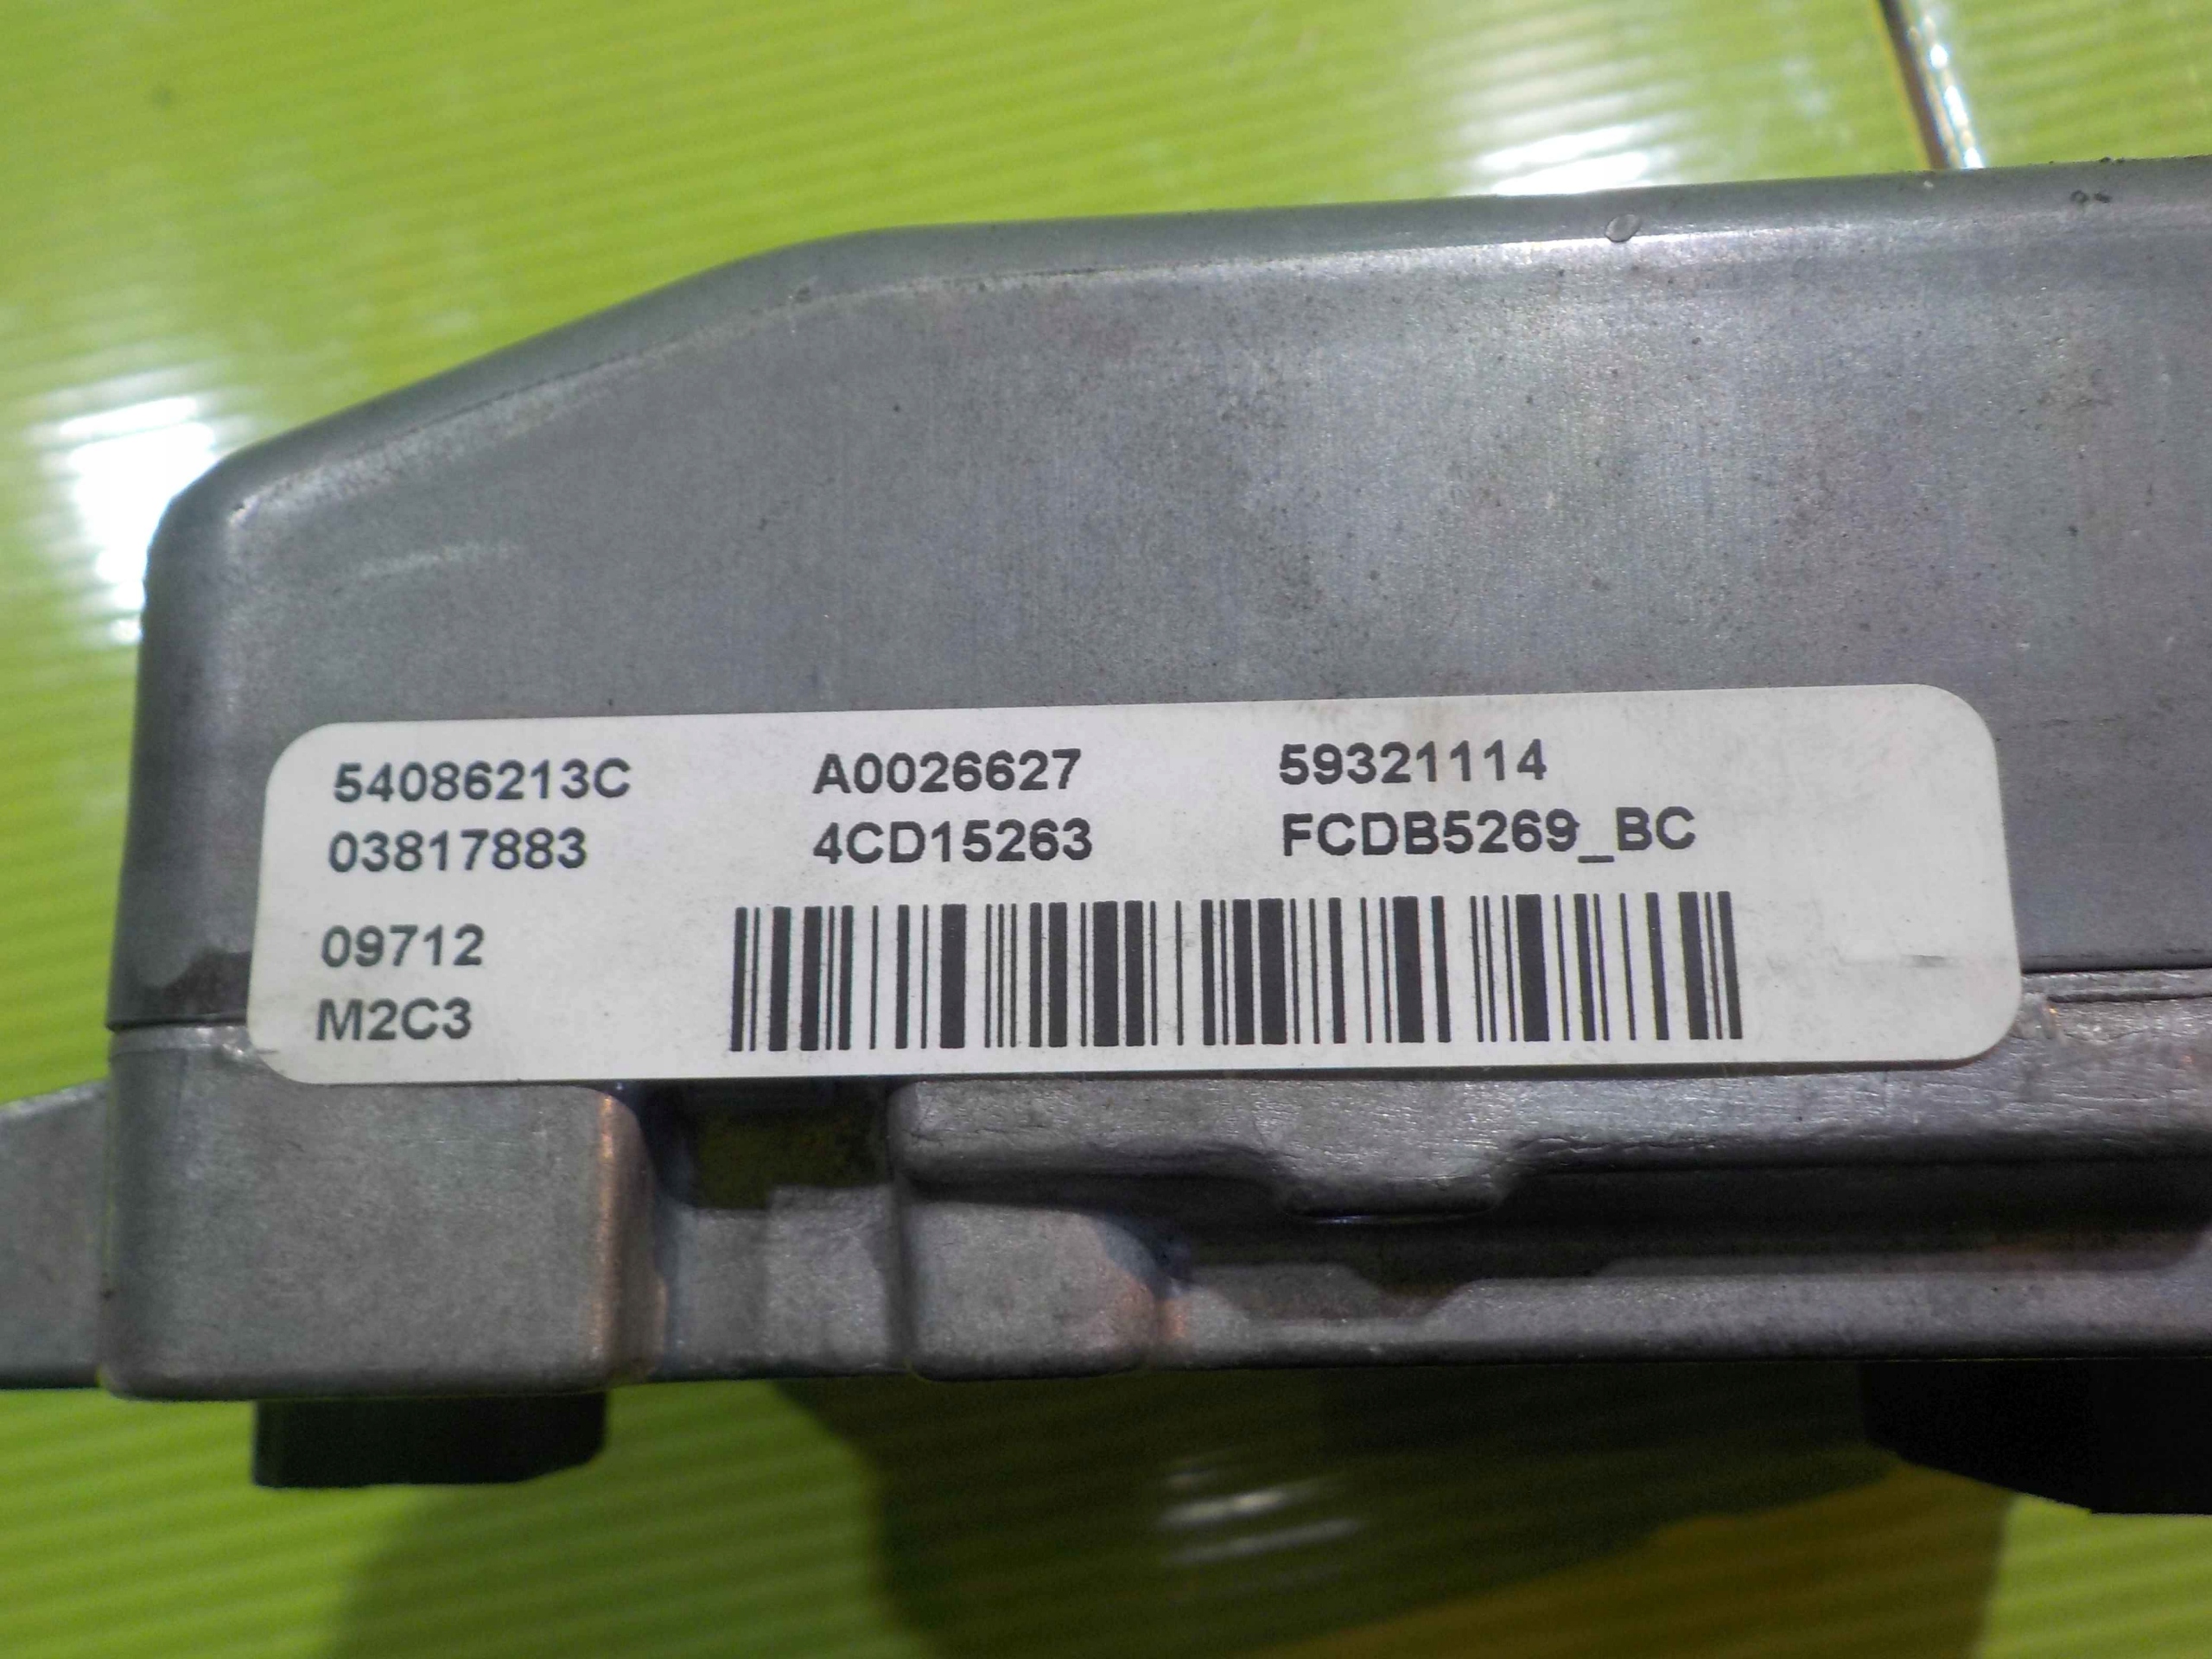 54086213C A0026627 59321114
03817883 4CD15263 FCDB5269_BC
09712
M2C3